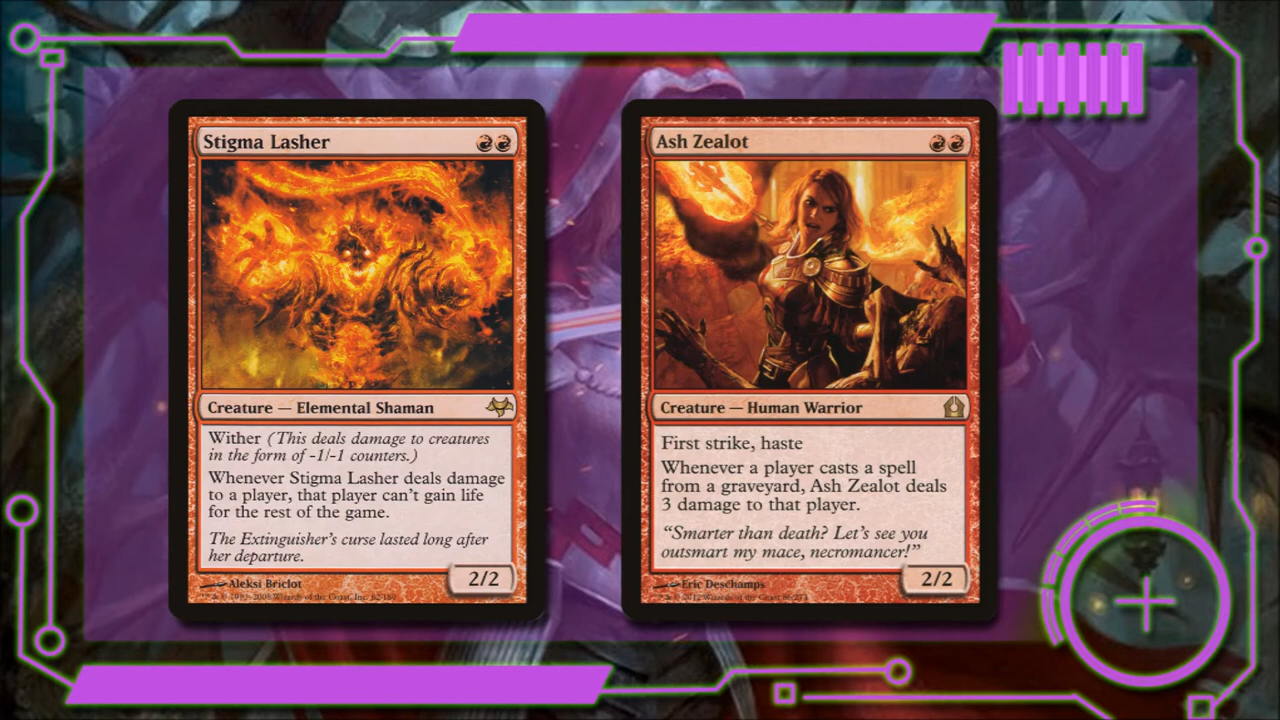 Stigma Lasher
Creature — Elemental Shaman
Wither (This deals damage to creatures
in the form of -1/-1 counters.)
Whenever Stigma Lasher deals damage
to a player, that player can't gain life
for the rest of the game.
The Extinguisher's curse lasted long after
her departure.
2/2
Aleksi Briclot
Ash Zealot
Creature — Human Warrior
First strike, haste
Whenever a player casts a spell
from a graveyard, Ash Zealot deals
3 damage to that player.
“Smarter than death? Let's see you
outsmart my mace, necromancer!”
2/2
Eric Deschamps